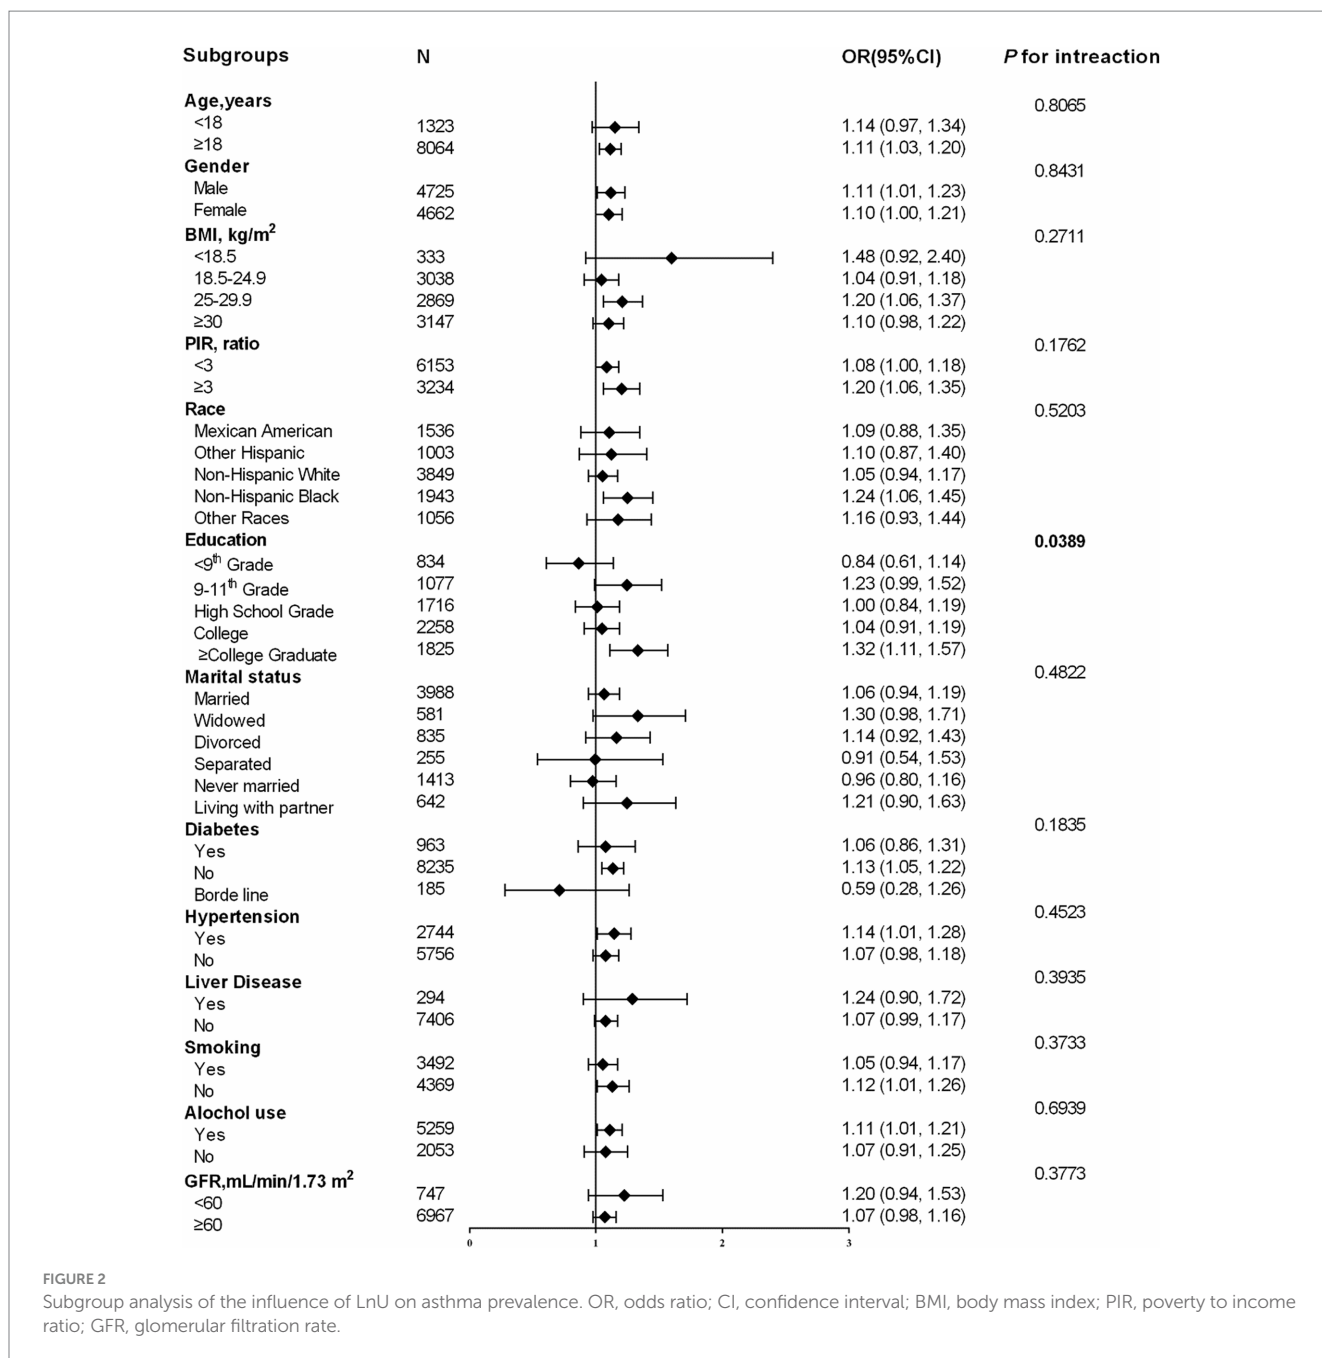 Subgroups N OR(95%CI) P for intreaction
Age,years 0.8065
<18 1323 1.14 (0.97, 1.34)
≥18 8064 1.11 (1.03, 1.20)
Gender 0.8431
Male 4725 1.11 (1.01, 1.23)
Female 4662 1.10 (1.00, 1.21)
BMI, kg/m² 0.2711
<18.5 333 1.48 (0.92, 2.40)
18.5-24.9 3038 1.04 (0.91, 1.18)
25-29.9 2869 1.20 (1.06, 1.37)
≥30 3147 1.10 (0.98, 1.22)
PIR, ratio 0.1762
<3 6153 1.08 (1.00, 1.18)
≥3 3234 1.20 (1.06, 1.35)
Race 0.5203
Mexican American 1536 1.09 (0.88, 1.35)
Other Hispanic 1003 1.10 (0.87, 1.40)
Non-Hispanic White 3849 1.05 (0.94, 1.17)
Non-Hispanic Black 1943 1.24 (1.06, 1.45)
Other Races 1056 1.16 (0.93, 1.44)
Education 0.0389
<9th Grade 834 0.84 (0.61, 1.14)
9-11th Grade 1077 1.23 (0.99, 1.52)
High School Grade 1716 1.00 (0.84, 1.19)
College 2258 1.04 (0.91, 1.19)
≥College Graduate 1825 1.32 (1.11, 1.57)
Marital status 0.4822
Married 3988 1.06 (0.94, 1.19)
Widowed 581 1.30 (0.98, 1.71)
Divorced 835 1.14 (0.92, 1.43)
Separated 255 0.91 (0.54, 1.53)
Never married 1413 0.96 (0.80, 1.16)
Living with partner 642 1.21 (0.90, 1.63)
Diabetes 0.1835
Yes 963 1.06 (0.86, 1.31)
No 8235 1.13 (1.05, 1.22)
Borde line 185 0.59 (0.28, 1.26)
Hypertension 0.4523
Yes 2744 1.14 (1.01, 1.28)
No 5756 1.07 (0.98, 1.18)
Liver Disease 0.3935
Yes 294 1.24 (0.90, 1.72)
No 7406 1.07 (0.99, 1.17)
Smoking 0.3733
Yes 3492 1.05 (0.94, 1.17)
No 4369 1.12 (1.01, 1.26)
Alochol use 0.6939
Yes 5259 1.11 (1.01, 1.21)
No 2053 1.07 (0.91, 1.25)
GFR,mL/min/1.73 m² 0.3773
<60 747 1.20 (0.94, 1.53)
≥60 6967 1.07 (0.98, 1.16)
0 1 2 3
FIGURE 2
Subgroup analysis of the influence of LnU on asthma prevalence. OR, odds ratio; CI, confidence interval; BMI, body mass index; PIR, poverty to income
ratio; GFR, glomerular filtration rate.